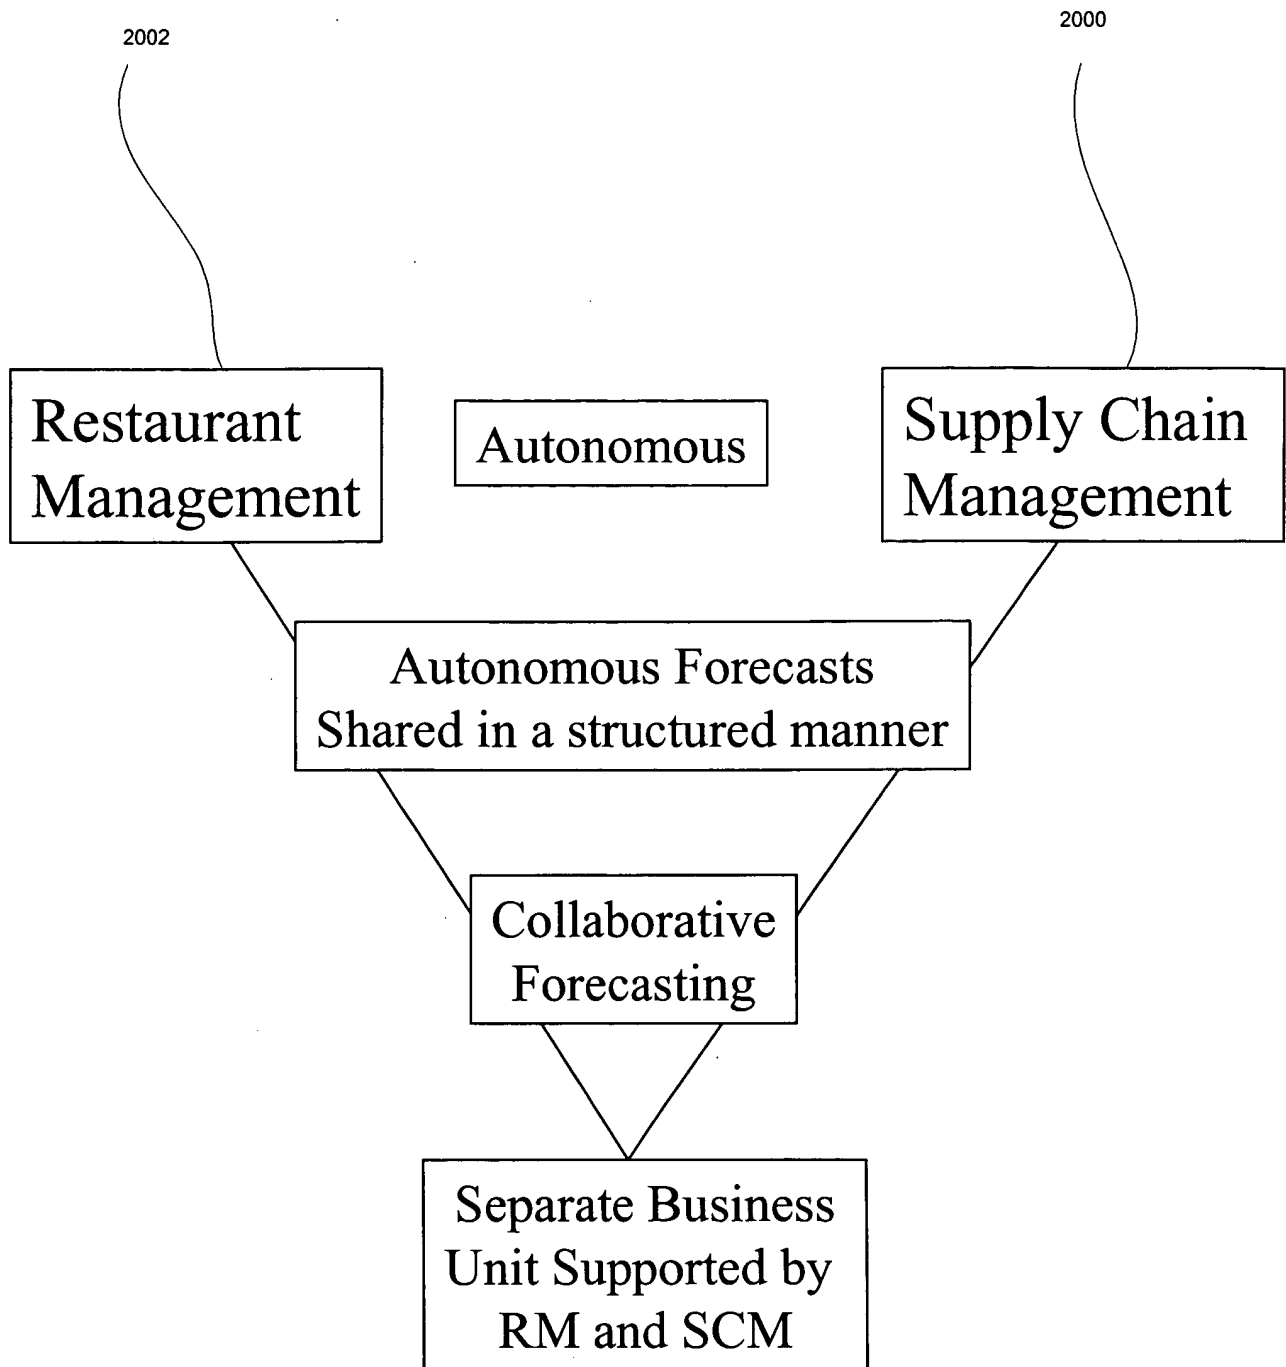 2002
2000
Restaurant
Management
Autonomous
Supply Chain
Management
Autonomous Forecasts
Shared in a structured manner
Collaborative
Forecasting
Separate Business
Unit Supported by
RM and SCM